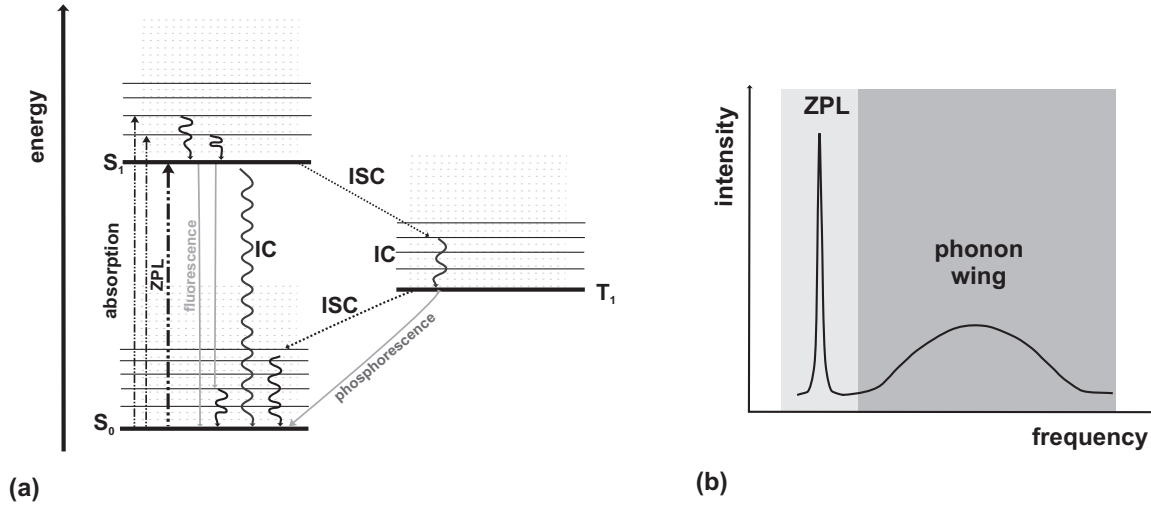 energy
S1
absorption
ZPL
fluorescence
IC
S0
ISC
IC
T1
ISC
phosphorescence
(a)
intensity
ZPL
phonon
wing
frequency
(b)